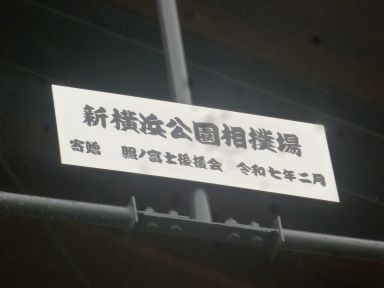 新横浜公園相撲場
寄贈 照ノ富士後援会 令和七年二月